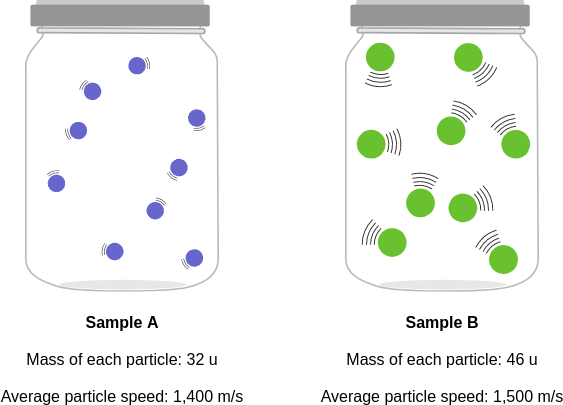 Sample A
Mass of each particle: 32 u
Average particle speed: 1,400 m/s
Sample B
Mass of each particle: 46 u
Average particle speed: 1,500 m/s